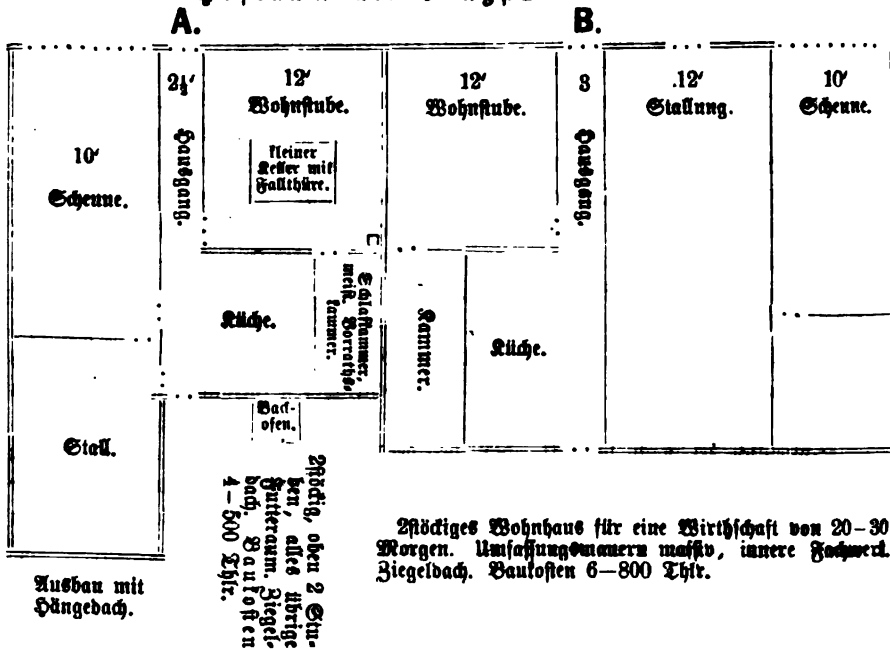 A.
B.
10′
Scheune.
2½′
Hausgang.
12′
Wohnstube.
kleiner
Keller mit
Fallthüre.
Küche.
Schlafkammer,
meist. Vorraths-
kammer.
Back-
ofen.
Stall.
Ausbau mit
Hängedach.
2stöckig, oben 2 Stu-
ben, alles übrige
Futterraum. Ziegel-
dach. Baukosten
4–500 Thlr.
12′
Wohnstube.
Kammer.
Küche.
3
Hausgang.
12′
Stallung.
10′
Scheune.
2stöckiges Wohnhaus für eine Wirthschaft von 20–30
Morgen. Umfassungsmauern massiv, innere Fachwerk.
Ziegeldach. Baukosten 6–800 Thlr.